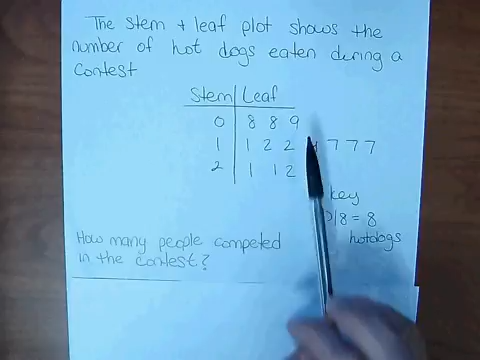 The stem + leaf plot shows the
number of hot dogs eaten during a
contest
Stem Leaf
0 8 8 9
1 1 2 2 7 7 7
2 1 1 2
key
0|8 = 8
hotdogs
How many people competed
in the contest?